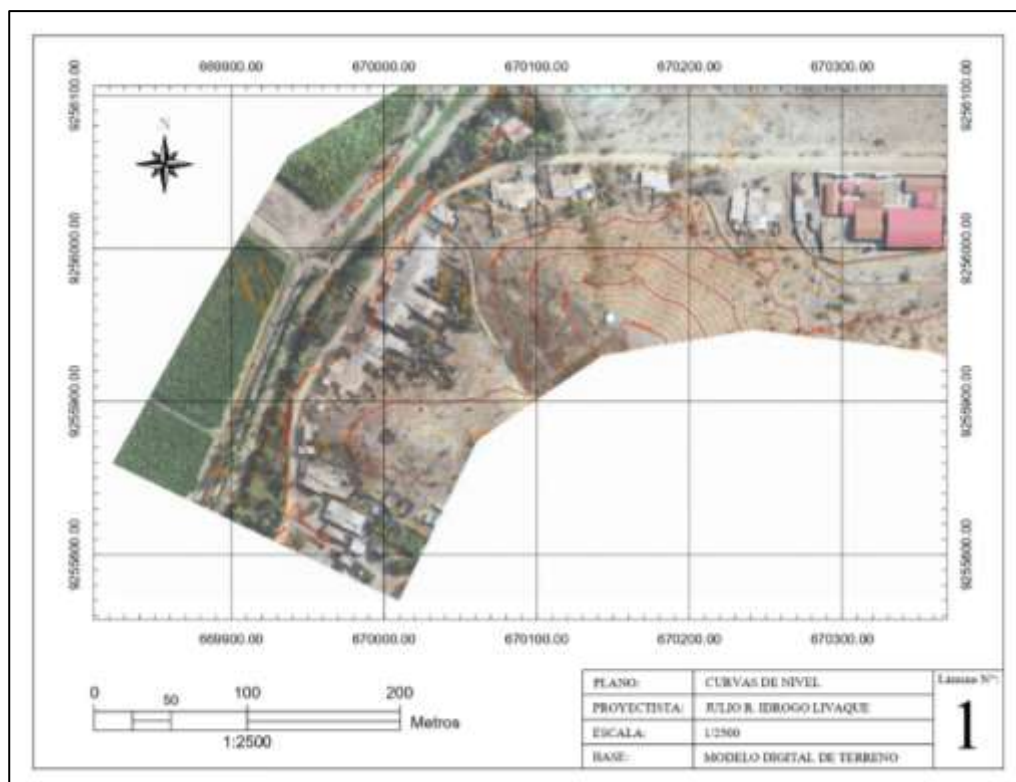 669900.00 670000.00 670100.00 670200.00 670300.00
9256100.00 9256100.00
9256000.00 9256000.00
9255900.00 9255900.00
9255800.00 9255800.00
669900.00 670000.00 670100.00 670200.00 670300.00
0 50 100 200
Metros
1:2500
PLANO: CURVAS DE NIVEL
PROYECTISTA: JULIO R. IDROGO LIVAQUE
ESCALA: 1/2500
BASE: MODELO DIGITAL DE TERRENO
Lámina N°:
1